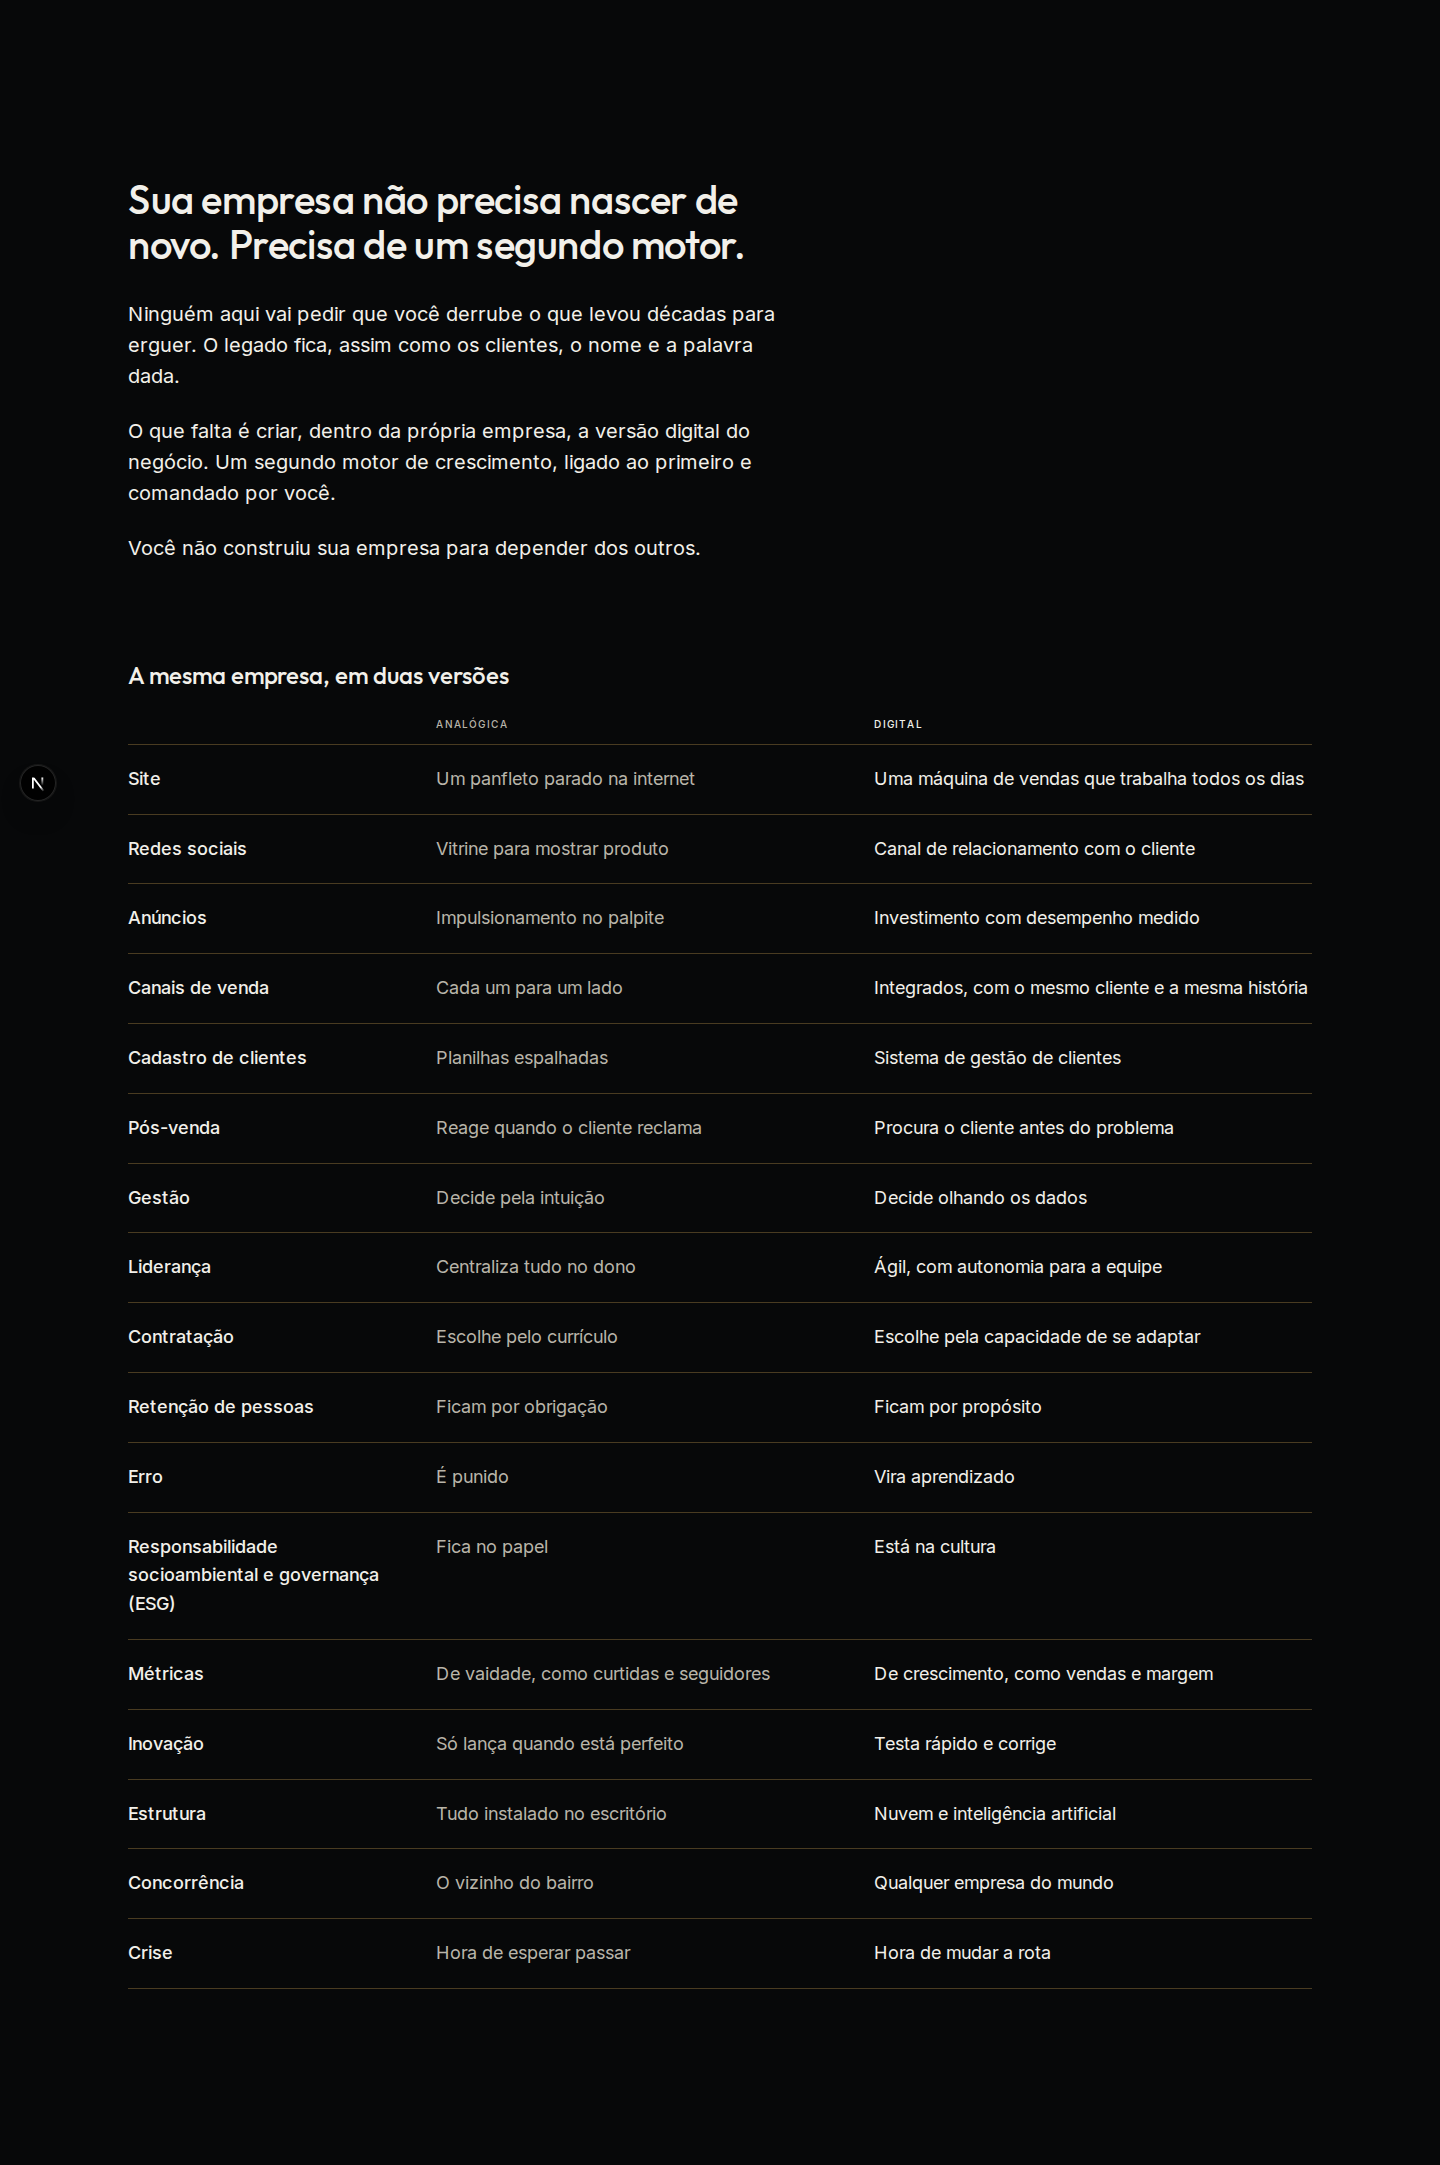 Sua empresa não precisa nascer de
novo. Precisa de um segundo motor.
Ninguém aqui vai pedir que você derrube o que levou décadas para
erguer. O legado fica, assim como os clientes, o nome e a palavra
dada.
O que falta é criar, dentro da própria empresa, a versão digital do
negócio. Um segundo motor de crescimento, ligado ao primeiro e
comandado por você.
Você não construiu sua empresa para depender dos outros.
A mesma empresa, em duas versões
ANALÓGICA DIGITAL
Site Um panfleto parado na internet Uma máquina de vendas que trabalha todos os dias
N
Redes sociais Vitrine para mostrar produto Canal de relacionamento com o cliente
Anúncios Impulsionamento no palpite Investimento com desempenho medido
Canais de venda Cada um para um lado Integrados, com o mesmo cliente e a mesma história
Cadastro de clientes Planilhas espalhadas Sistema de gestão de clientes
Pós-venda Reage quando o cliente reclama Procura o cliente antes do problema
Gestão Decide pela intuição Decide olhando os dados
Liderança Centraliza tudo no dono Ágil, com autonomia para a equipe
Contratação Escolhe pelo currículo Escolhe pela capacidade de se adaptar
Retenção de pessoas Ficam por obrigação Ficam por propósito
Erro É punido Vira aprendizado
Responsabilidade Fica no papel Está na cultura
socioambiental e governança
(ESG)
Métricas De vaidade, como curtidas e seguidores De crescimento, como vendas e margem
Inovação Só lança quando está perfeito Testa rápido e corrige
Estrutura Tudo instalado no escritório Nuvem e inteligência artificial
Concorrência O vizinho do bairro Qualquer empresa do mundo
Crise Hora de esperar passar Hora de mudar a rota